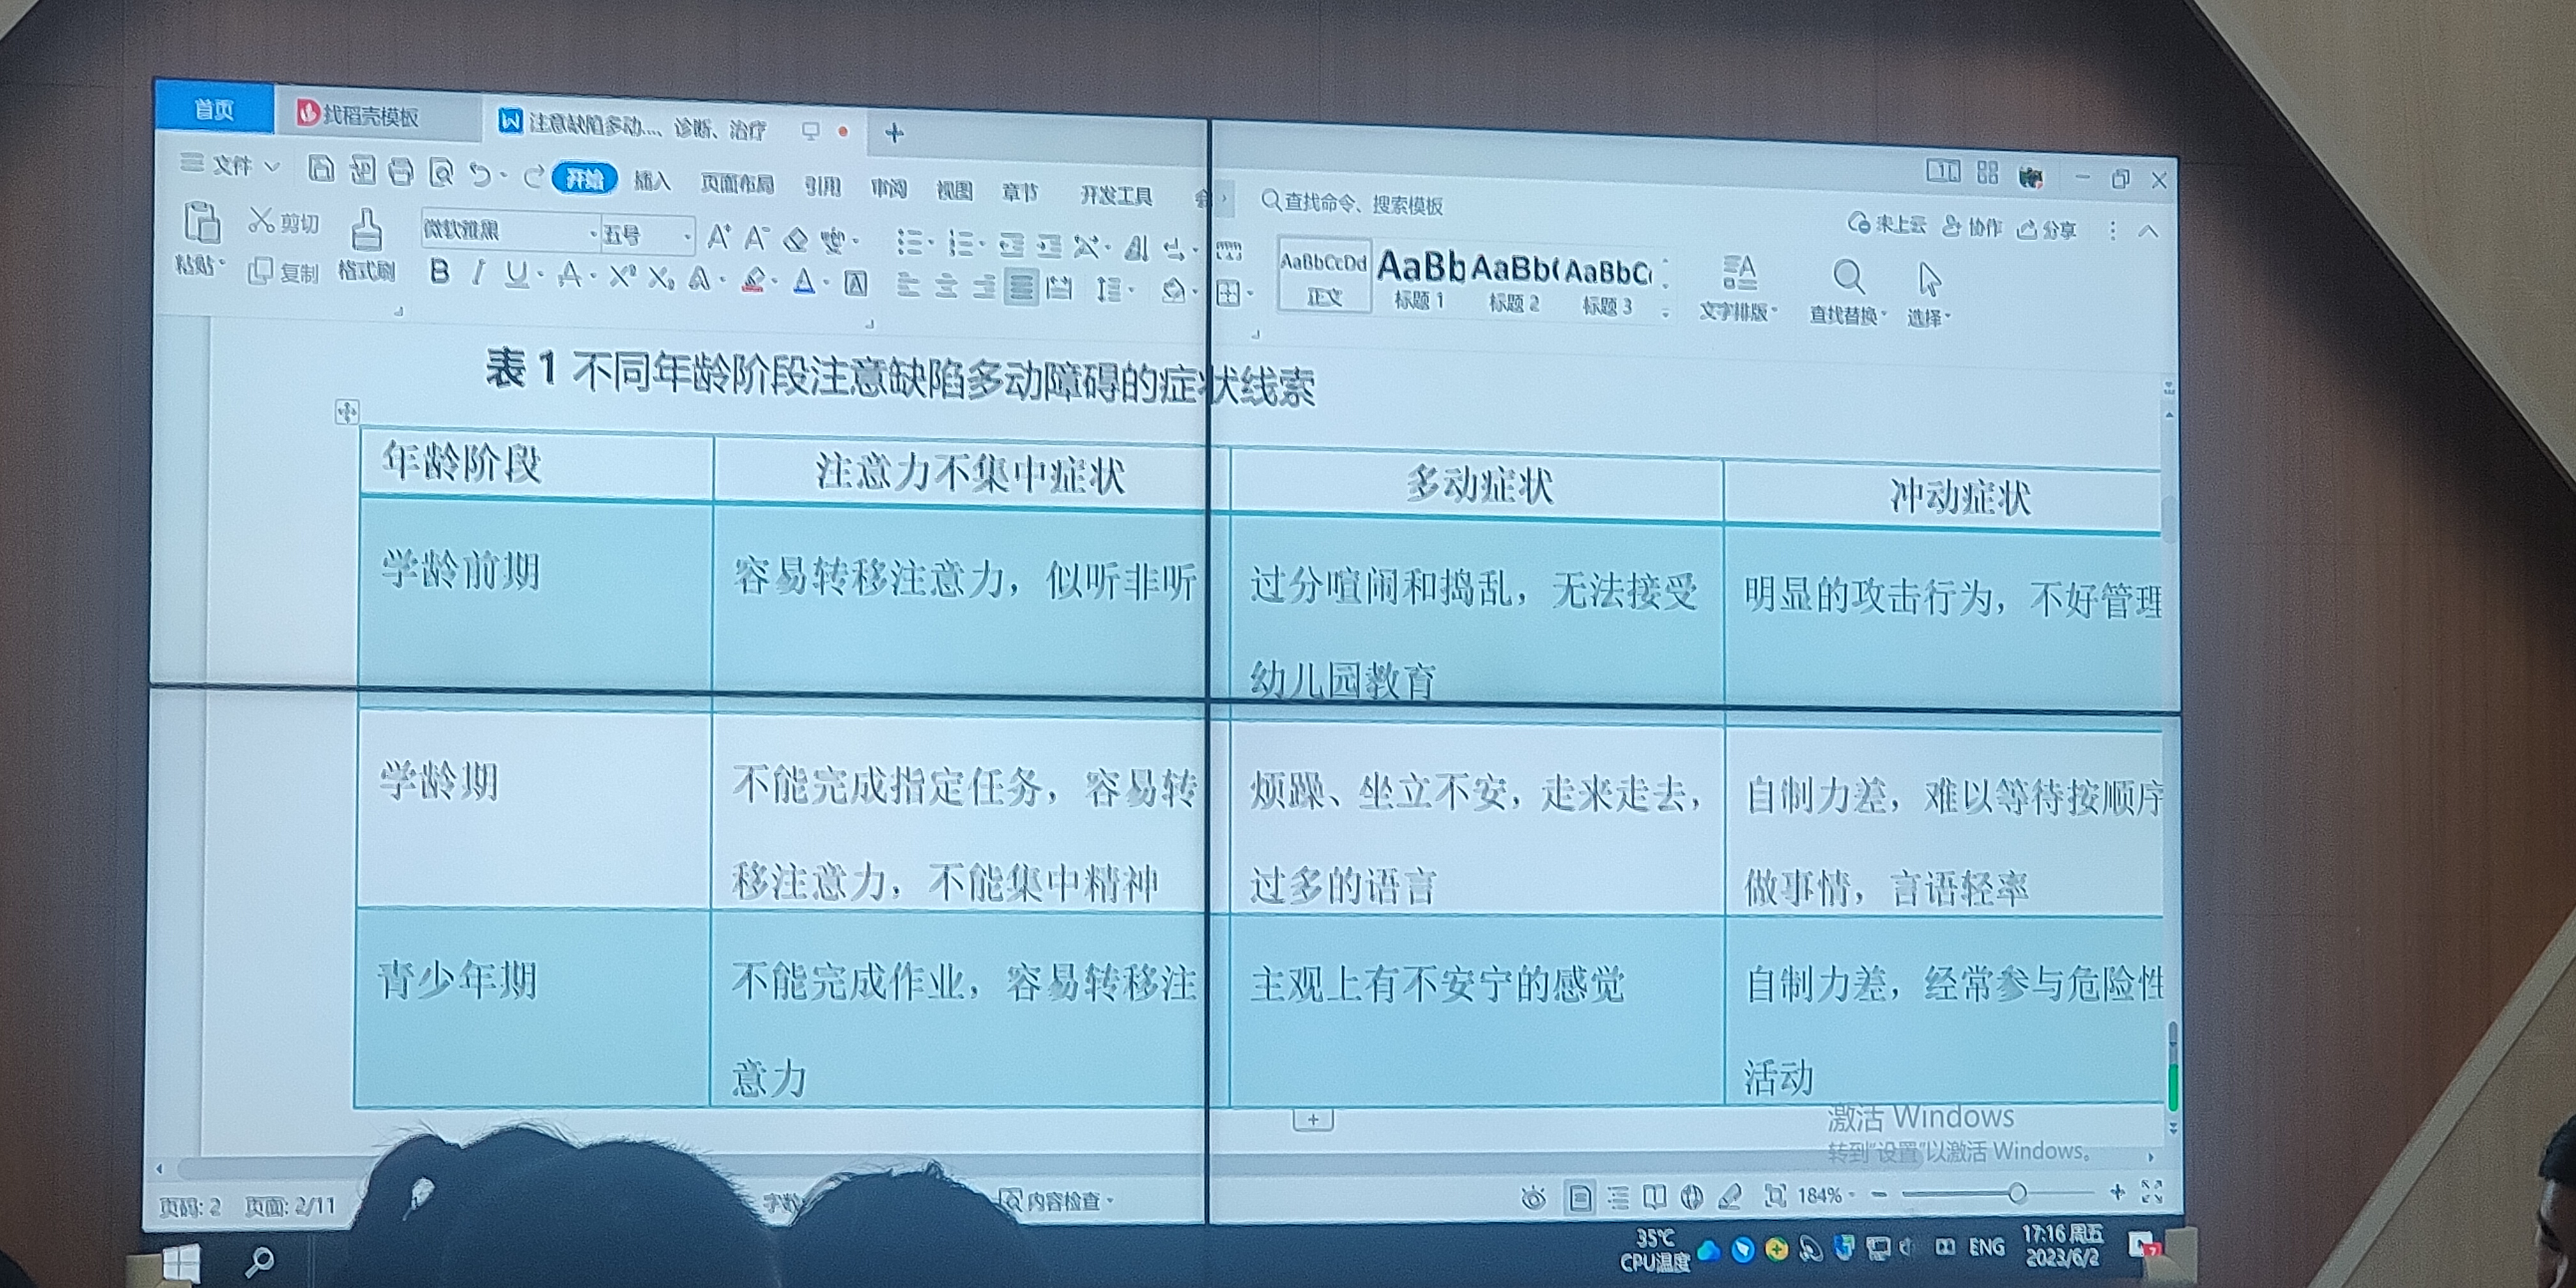 首页 找稻壳模板 注意缺陷多动...、诊断、治疗
文件 开始 插入 页面布局 引用 审阅 视图 章节 开发工具 查找命令、搜索模板
未上云 协作 分享
剪切 微软雅黑 五号
粘贴 复制 格式刷
AaBbCcDd AaBb AaBb( AaBbC
正文 标题 1 标题 2 标题 3 文字排版 查找替换 选择
表 1 不同年龄阶段注意缺陷多动障碍的症状线索
年龄阶段 注意力不集中症状 多动症状 冲动症状
学龄前期 容易转移注意力，似听非听 过分喧闹和捣乱，无法接受 明显的攻击行为，不好管理
幼儿园教育
学龄期 不能完成指定任务，容易转 烦躁、坐立不安，走来走去， 自制力差，难以等待按顺序
移注意力，不能集中精神 过多的语言 做事情，言语轻率
青少年期 不能完成作业，容易转移注 主观上有不安宁的感觉 自制力差，经常参与危险性
意力 活动
激活 Windows
转到"设置"以激活 Windows。
页码: 2 页面: 2/11 字数 内容检查 184%
35℃
CPU温度
ENG
17:16 周五
2023/6/2